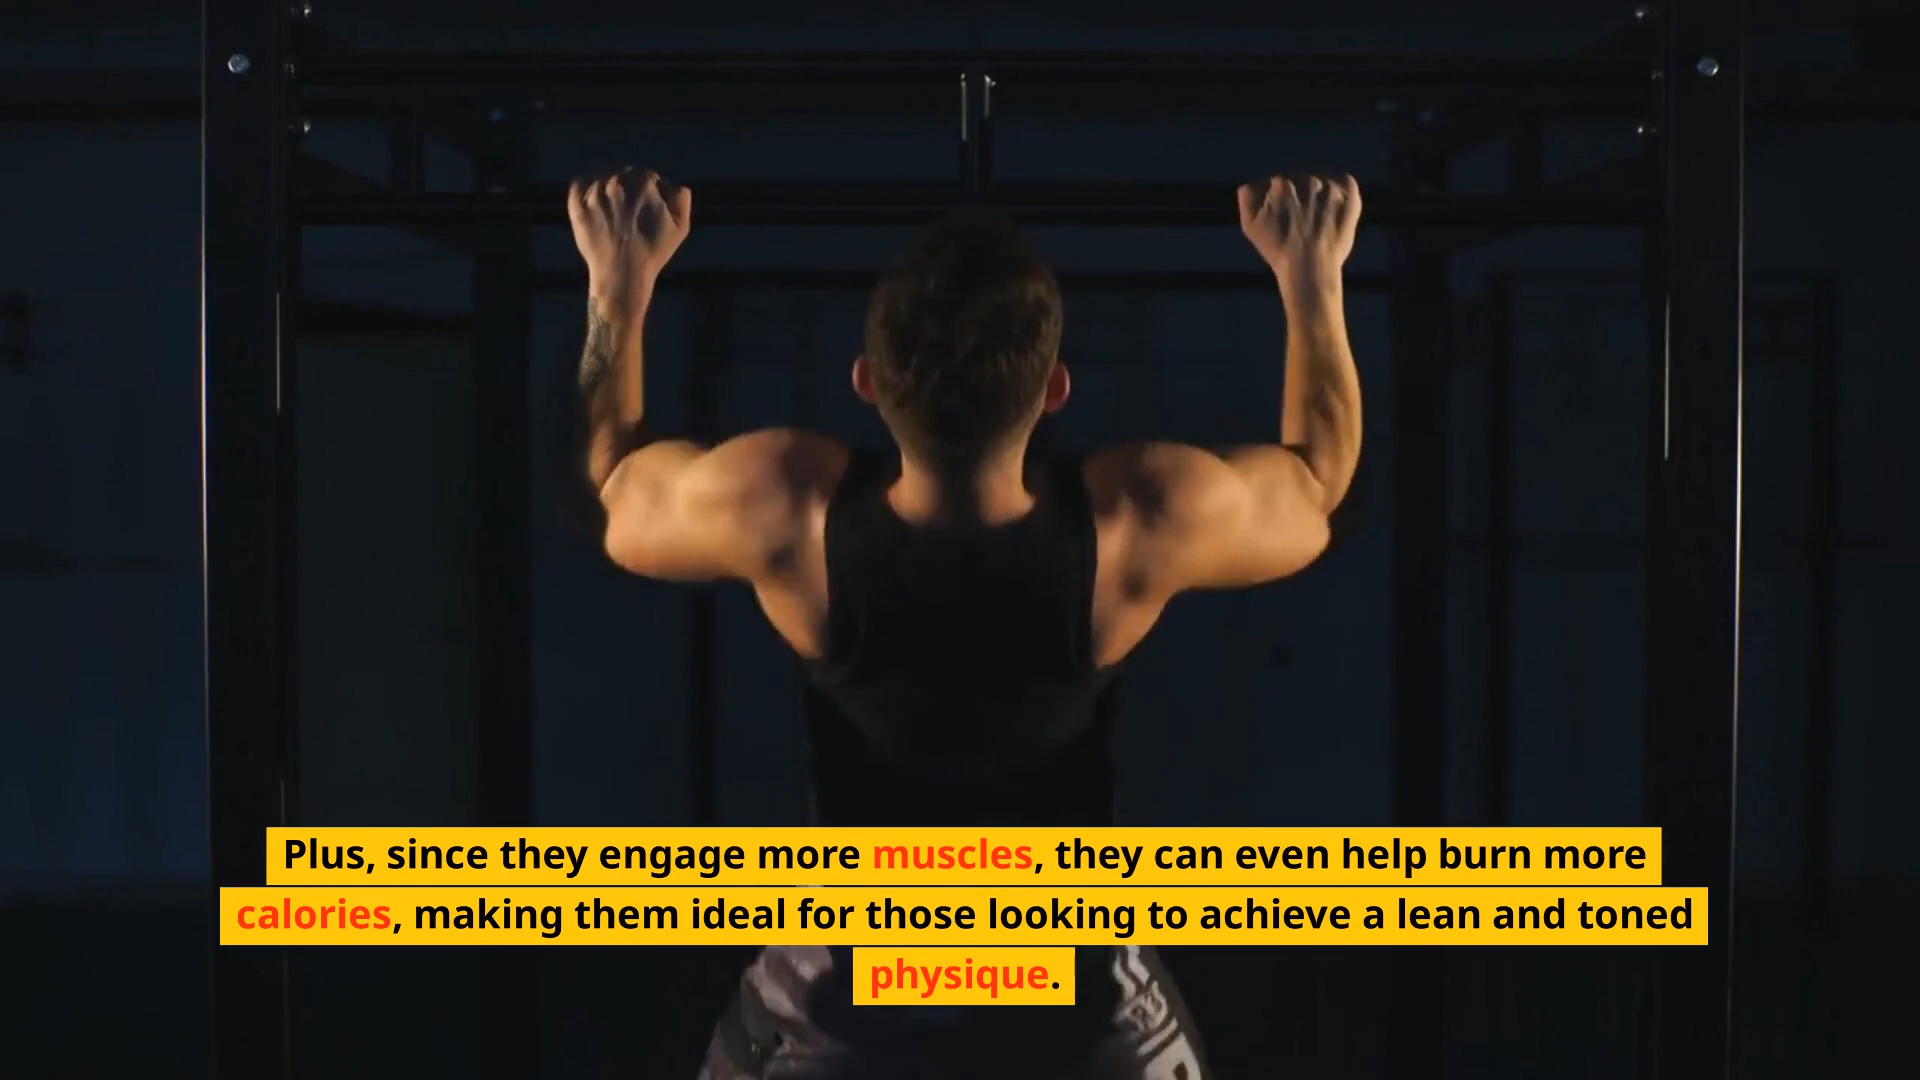 Plus, since they engage more muscles, they can even help burn more
calories, making them ideal for those looking to achieve a lean and toned
physique.